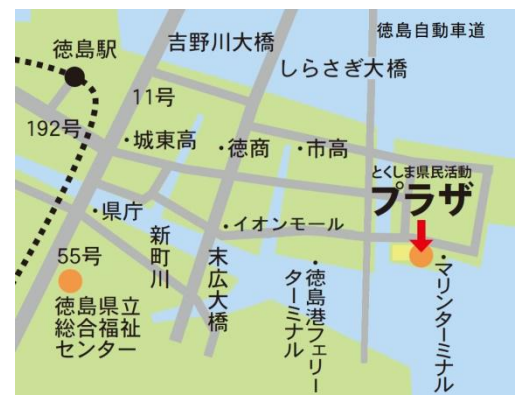 徳島駅
吉野川大橋
徳島自動車道
しらさぎ大橋
11号
192号
・城東高
・徳商
・市高
とくしま県民活動
プラザ
・県庁
新町川
・イオンモール
末広大橋
・徳島港フェリー
ターミナル
・マリンターミナル
55号
徳島県立
総合福祉
センター